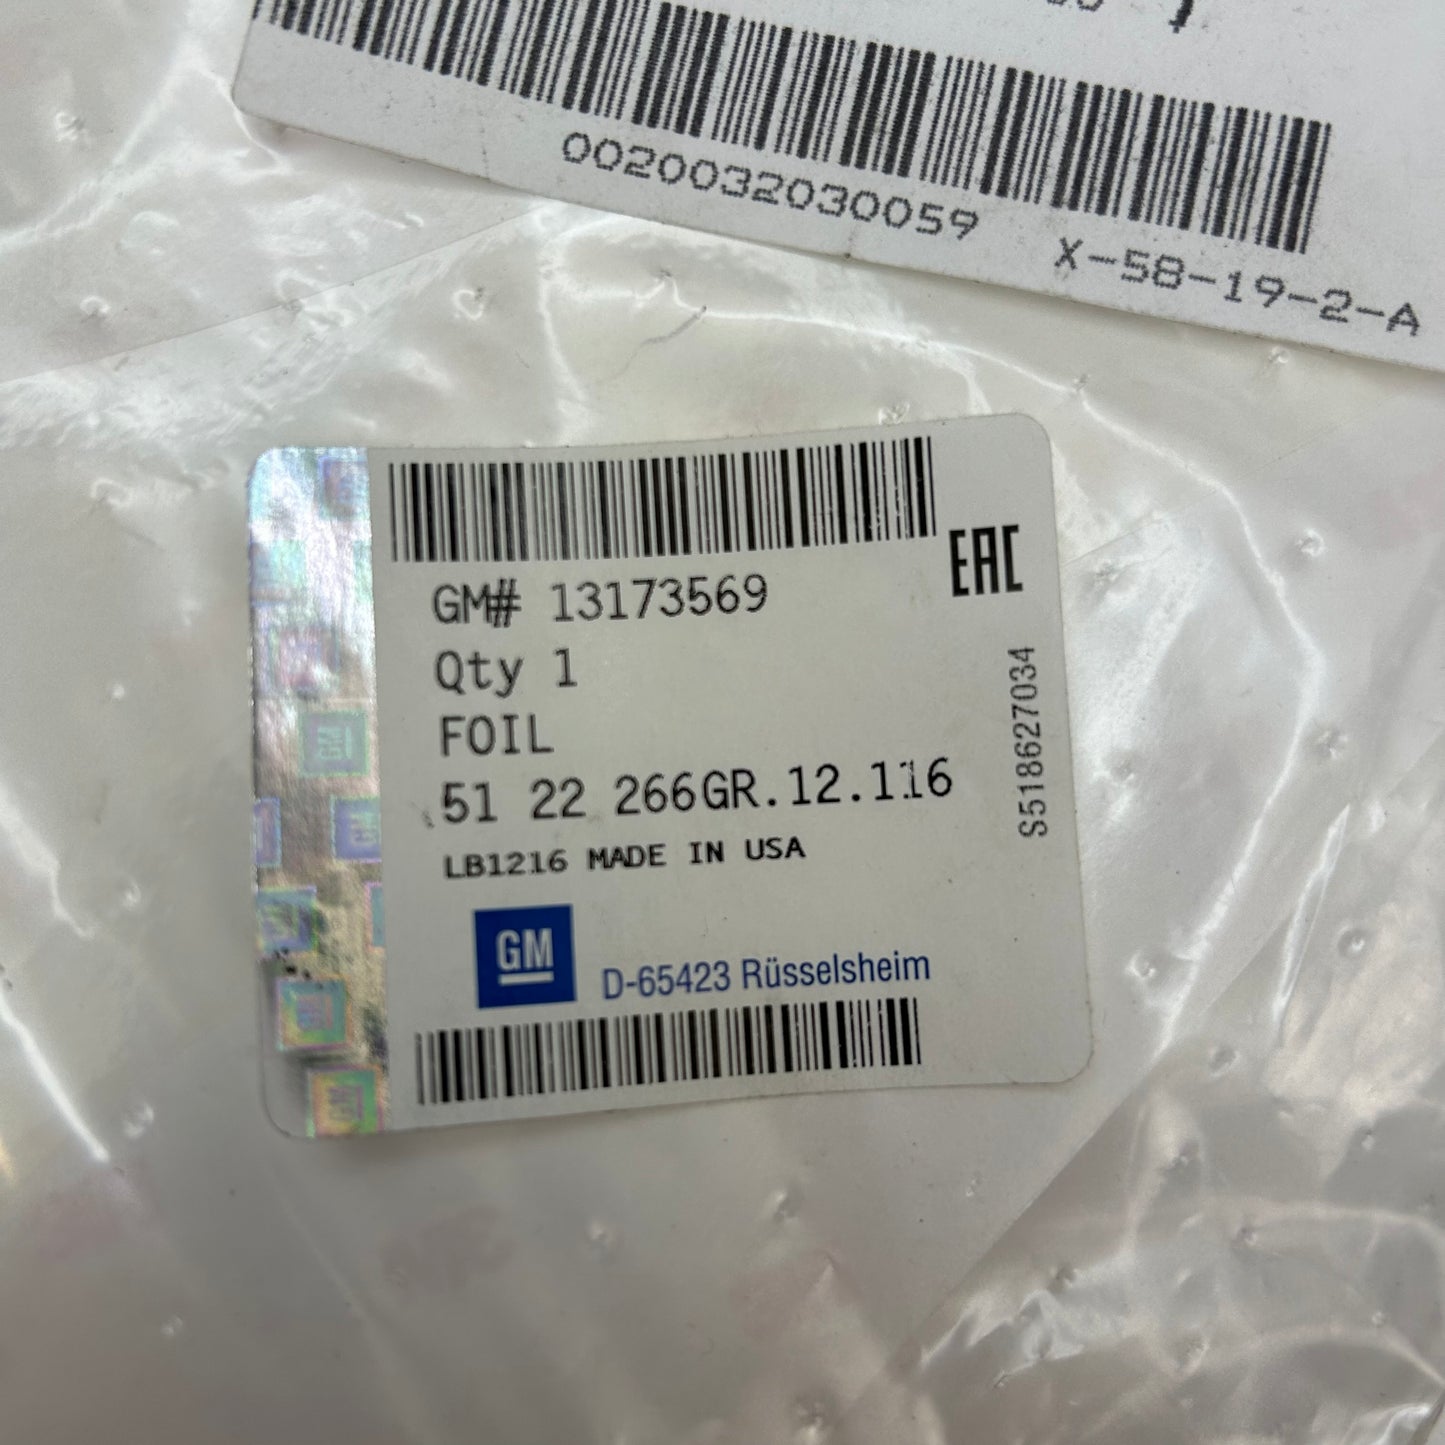 0020032030059 X-58-19-2-A
EAC
GM# 13173569
Qty 1
FOIL
51 22 266GR.12.116
LB1216 MADE IN USA
S518627034
GM D-65423 Rüsselsheim